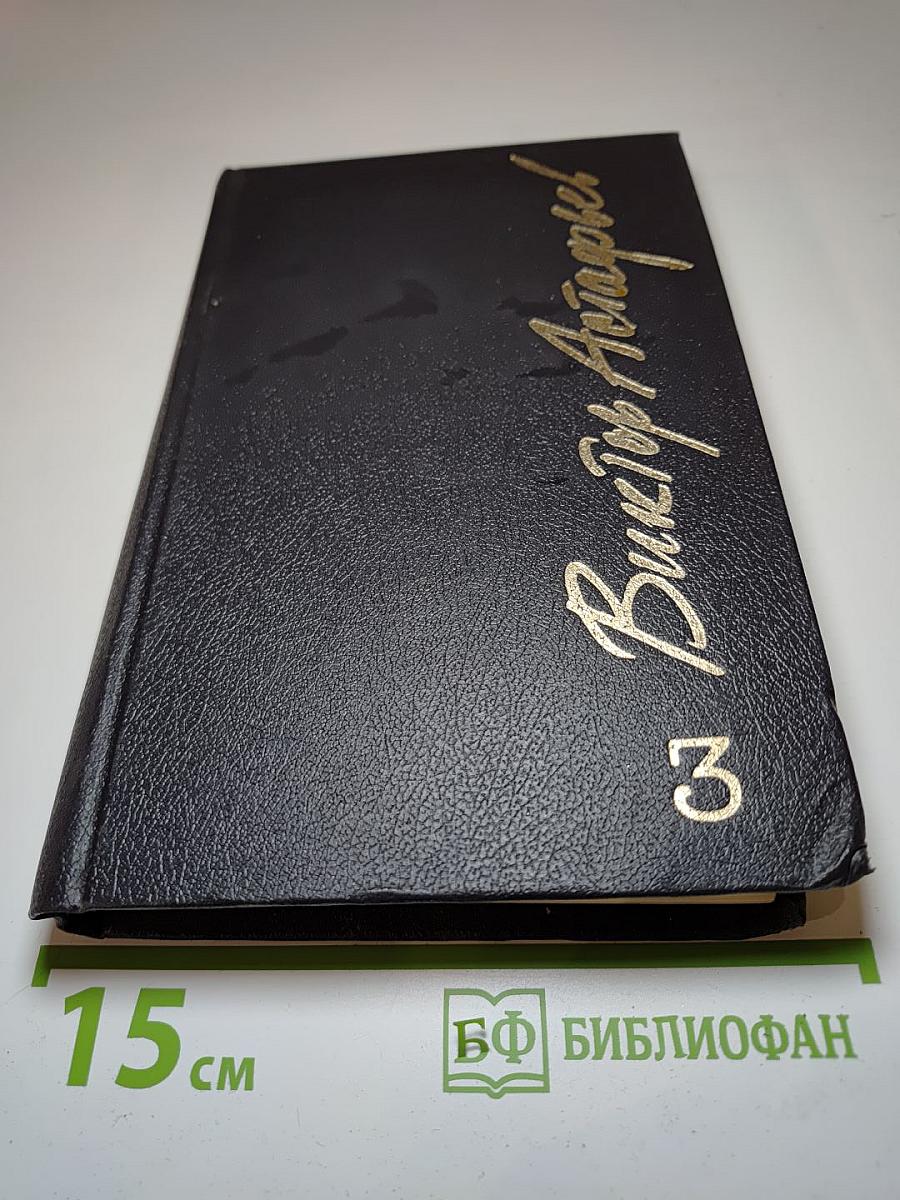 Виктор Астафьев
3
15 см
БФ БИБЛИОФАН